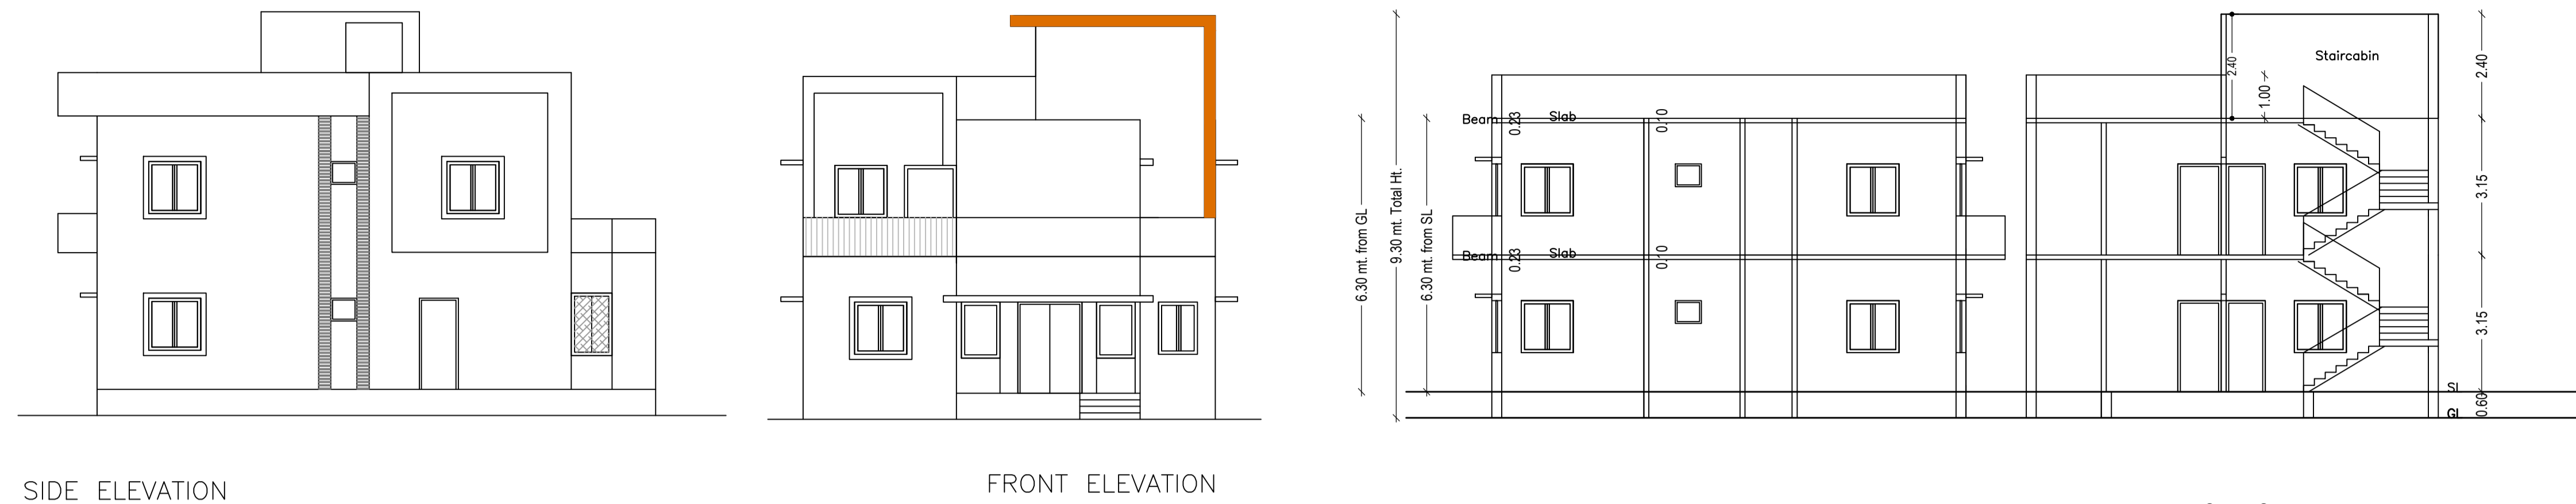 SIDE ELEVATION
FRONT ELEVATION
6.30 mt. from GL
9.30 mt. Total Ht.
6.30 mt. from SL
Beam
0.23
Slab
0.10
Beam
0.23
Slab
0.10
Staircabin
2.40
1.00
2.40
3.15
3.15
0.60